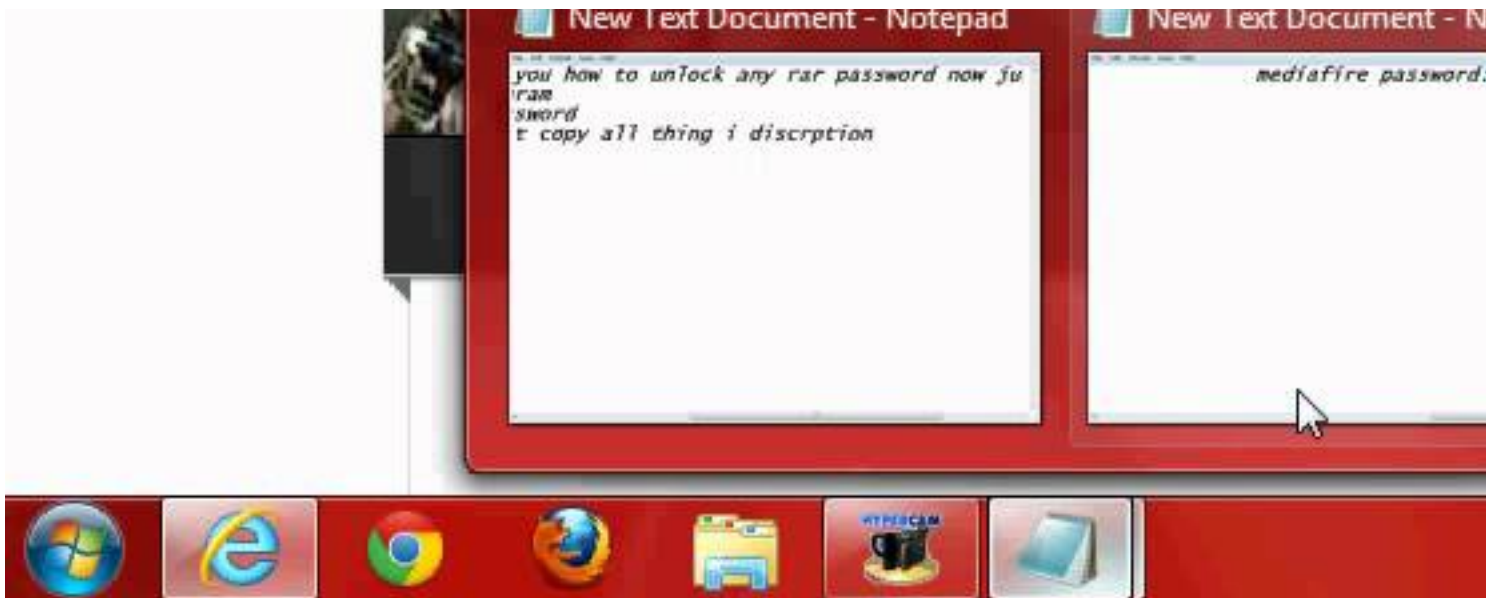 New Text Document - Notepad
you how to unlock any rar password now ju
ram
sword
t copy all thing i discrption
New Text Document - N
mediafire password:
HYPERCAM